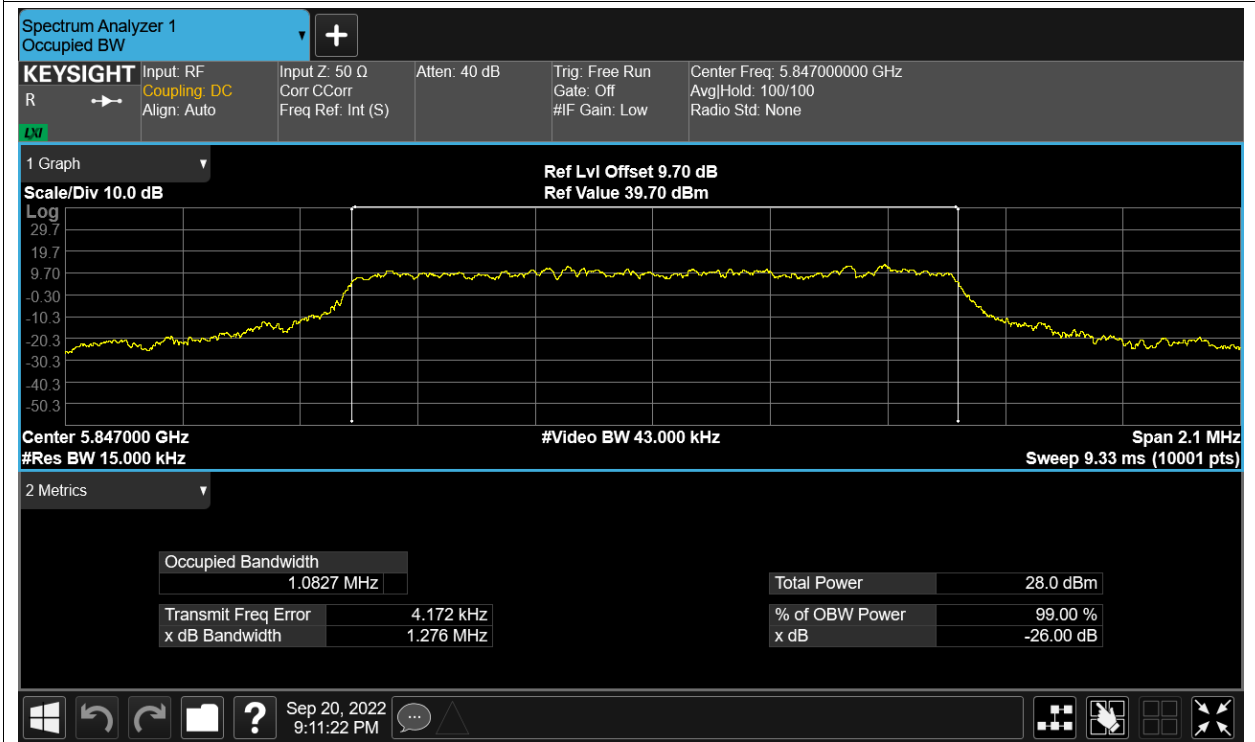 Spectrum Analyzer 1
Occupied BW
KEYSIGHT
R
LXI
Input: RF
Coupling: DC
Align: Auto
Input Z: 50 Ω
Corr CCorr
Freq Ref: Int (S)
Atten: 40 dB
Trig: Free Run
Gate: Off
#IF Gain: Low
Center Freq: 5.847000000 GHz
Avg|Hold: 100/100
Radio Std: None
1 Graph
Scale/Div 10.0 dB
Ref Lvl Offset 9.70 dB
Ref Value 39.70 dBm
Log
29.7
19.7
9.70
-0.30
-10.3
-20.3
-30.3
-40.3
-50.3
Center 5.847000 GHz
#Video BW 43.000 kHz
Span 2.1 MHz
#Res BW 15.000 kHz
Sweep 9.33 ms (10001 pts)
2 Metrics
Occupied Bandwidth
1.0827 MHz
Total Power 28.0 dBm
Transmit Freq Error 4.172 kHz
% of OBW Power 99.00 %
x dB Bandwidth 1.276 MHz
x dB -26.00 dB
?
Sep 20, 2022
9:11:22 PM